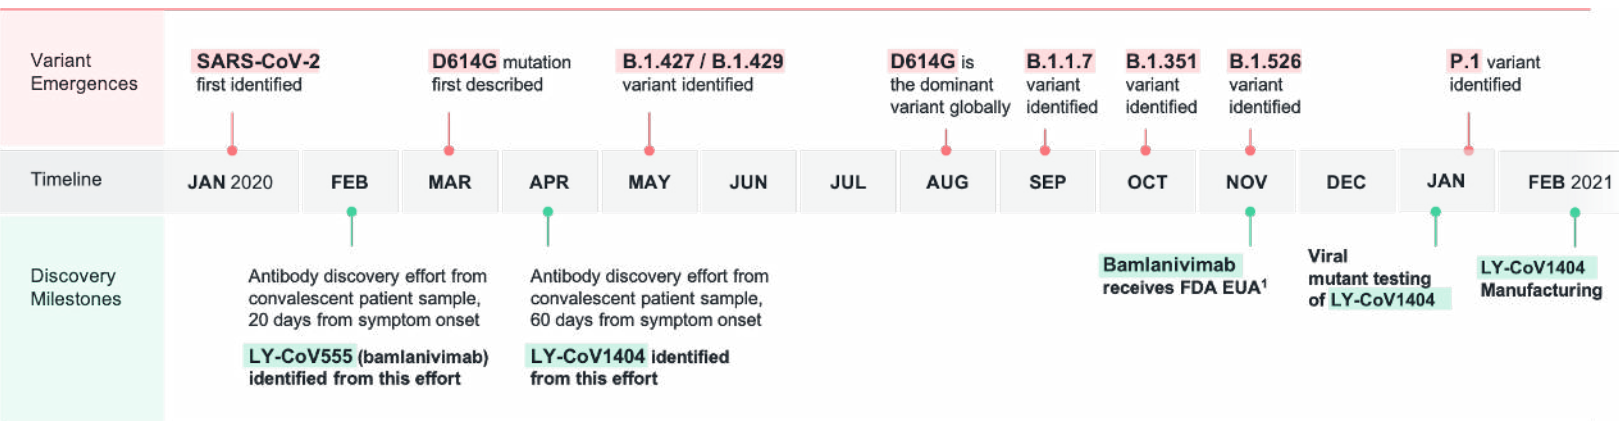 Variant
Emergences
SARS-CoV-2
first identified
D614G mutation
first described
B.1.427 / B.1.429
variant identified
D614G is
the dominant
variant globally
B.1.1.7
variant
identified
B.1.351
variant
identified
B.1.526
variant
identified
P.1 variant
identified
Timeline
JAN 2020
FEB
MAR
APR
MAY
JUN
JUL
AUG
SEP
OCT
NOV
DEC
JAN
FEB 2021
Discovery
Milestones
Antibody discovery effort from
convalescent patient sample,
20 days from symptom onset
LY-CoV555 (bamlanivimab)
identified from this effort
Antibody discovery effort from
convalescent patient sample,
60 days from symptom onset
LY-CoV1404 identified
from this effort
Bamlanivimab
receives FDA EUA¹
Viral
mutant testing
of LY-CoV1404
LY-CoV1404
Manufacturing